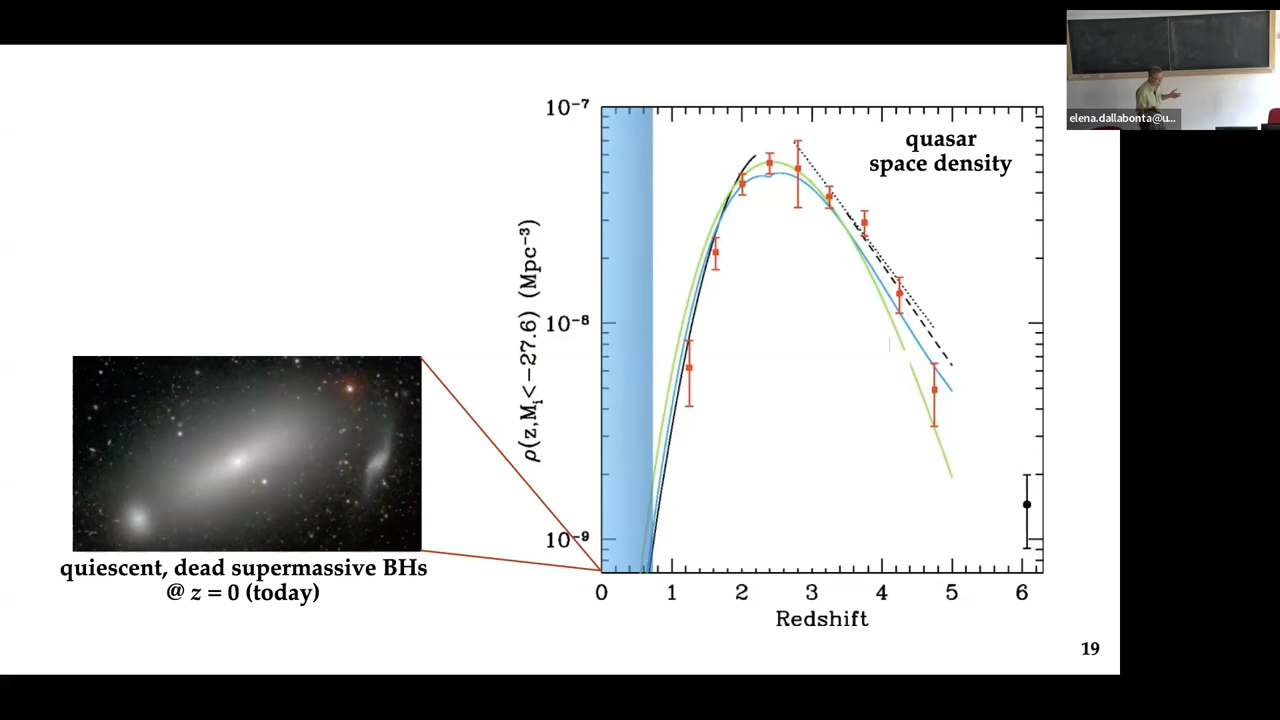 elena.dallabonta@u...
quasar
space density
10⁻⁷
10⁻⁸
10⁻⁹
ρ(z,Mᵢ<−27.6) (Mpc⁻³)
0 1 2 3 4 5 6
Redshift
quiescent, dead supermassive BHs
@ z = 0 (today)
19